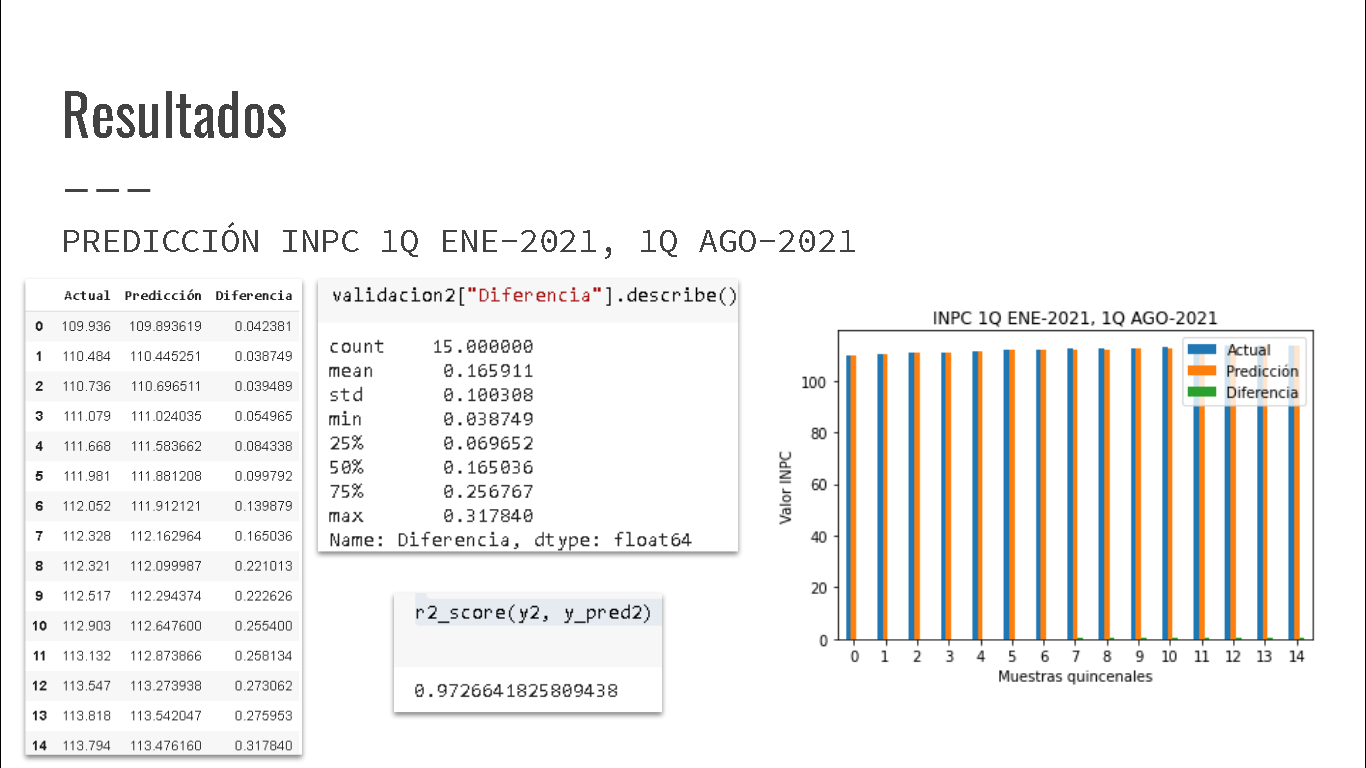 Resultados
PREDICCIÓN INPC 1Q ENE-2021, 1Q AGO-2021
Actual Predicción Diferencia
0 109.936 109.893619 0.042381
1 110.484 110.445251 0.038749
2 110.736 110.696511 0.039489
3 111.079 111.024035 0.054965
4 111.668 111.583662 0.084338
5 111.981 111.881208 0.099792
6 112.052 111.912121 0.139879
7 112.328 112.162964 0.165036
8 112.321 112.099987 0.221013
9 112.517 112.294374 0.222626
10 112.903 112.647600 0.255400
11 113.132 112.873866 0.258134
12 113.547 113.273938 0.273062
13 113.818 113.542047 0.275953
14 113.794 113.476160 0.317840
validacion2["Diferencia"].describe()
count 15.000000
mean 0.165911
std 0.100308
min 0.038749
25% 0.069652
50% 0.165036
75% 0.256767
max 0.317840
Name: Diferencia, dtype: float64
r2_score(y2, y_pred2)
0.9726641825809438
INPC 1Q ENE-2021, 1Q AGO-2021
Actual
Predicción
Diferencia
Valor INPC
100
80
60
40
20
0
0 1 2 3 4 5 6 7 8 9 10 11 12 13 14
Muestras quincenales